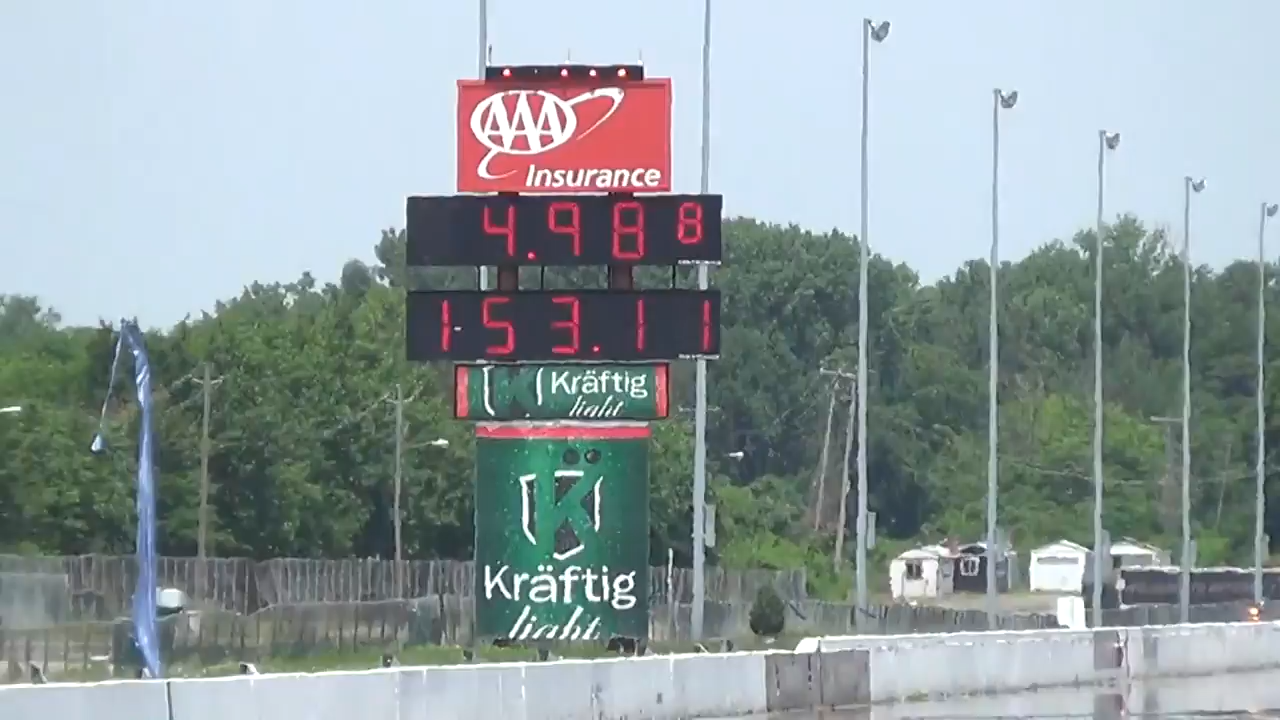 AAA
Insurance
4.988
153.11
K Kräftig
light
K
Kräftig
light